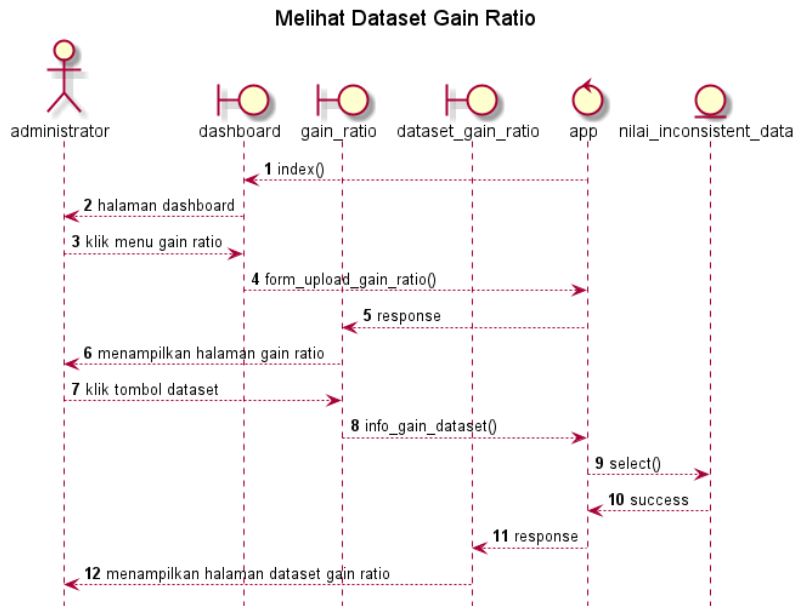 Melihat Dataset Gain Ratio
administrator
dashboard
gain_ratio
dataset_gain_ratio
app
nilai_inconsistent_data
1 index()
2 halaman dashboard
3 klik menu gain ratio
4 form_upload_gain_ratio()
5 response
6 menampilkan halaman gain ratio
7 klik tombol dataset
8 info_gain_dataset()
9 select()
10 success
11 response
12 menampilkan halaman dataset gain ratio